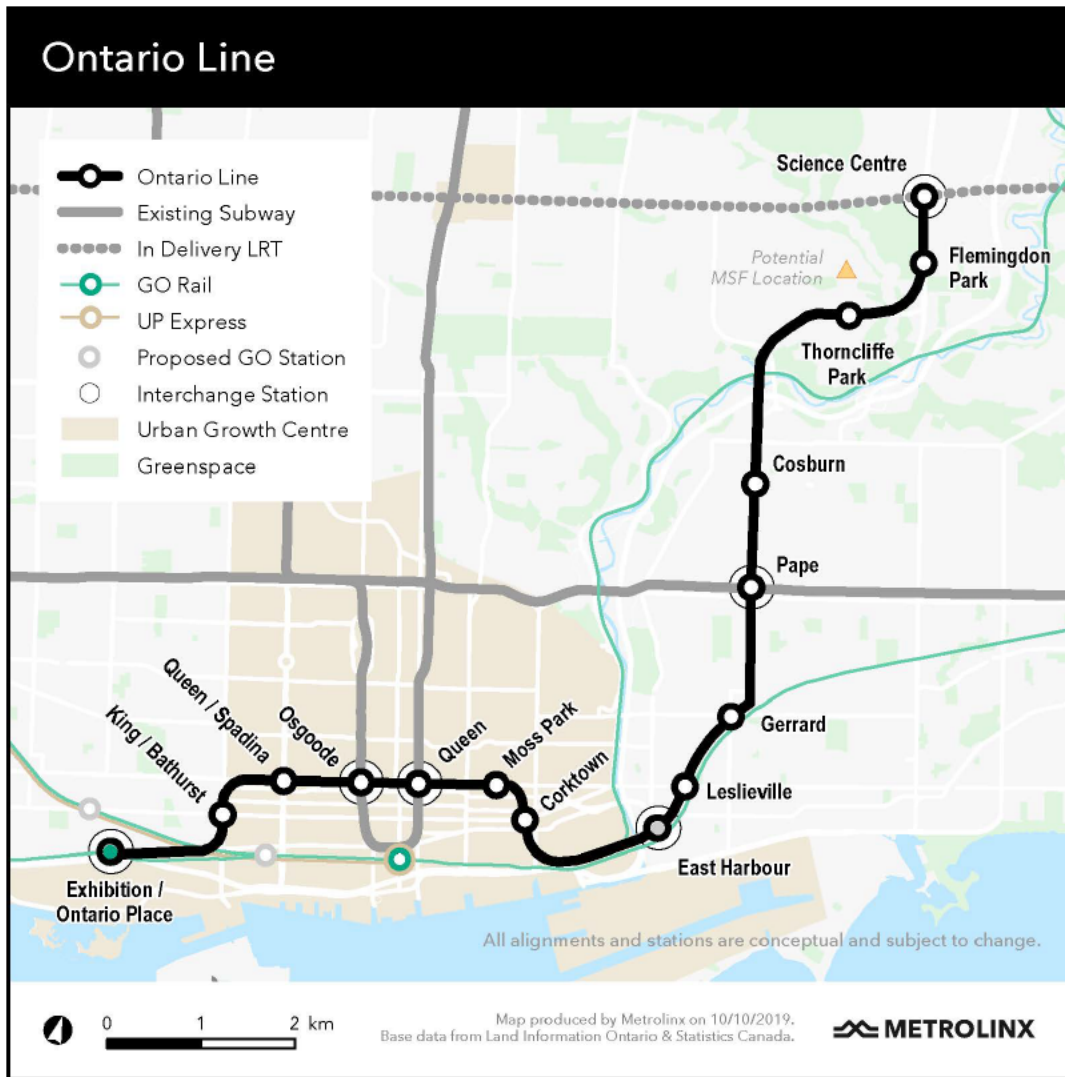 Ontario Line
Ontario Line
Existing Subway
In Delivery LRT
GO Rail
UP Express
Proposed GO Station
Interchange Station
Urban Growth Centre
Greenspace
Science Centre
Flemingdon
Park
Potential
MSF Location
Thorncliffe
Park
Cosburn
Pape
Gerrard
Leslieville
East Harbour
Corktown
Moss Park
Queen
Osgoode
Queen / Spadina
King / Bathurst
Exhibition /
Ontario Place
All alignments and stations are conceptual and subject to change.
0 1 2 km
Map produced by Metrolinx on 10/10/2019.
Base data from Land Information Ontario & Statistics Canada.
METROLINX